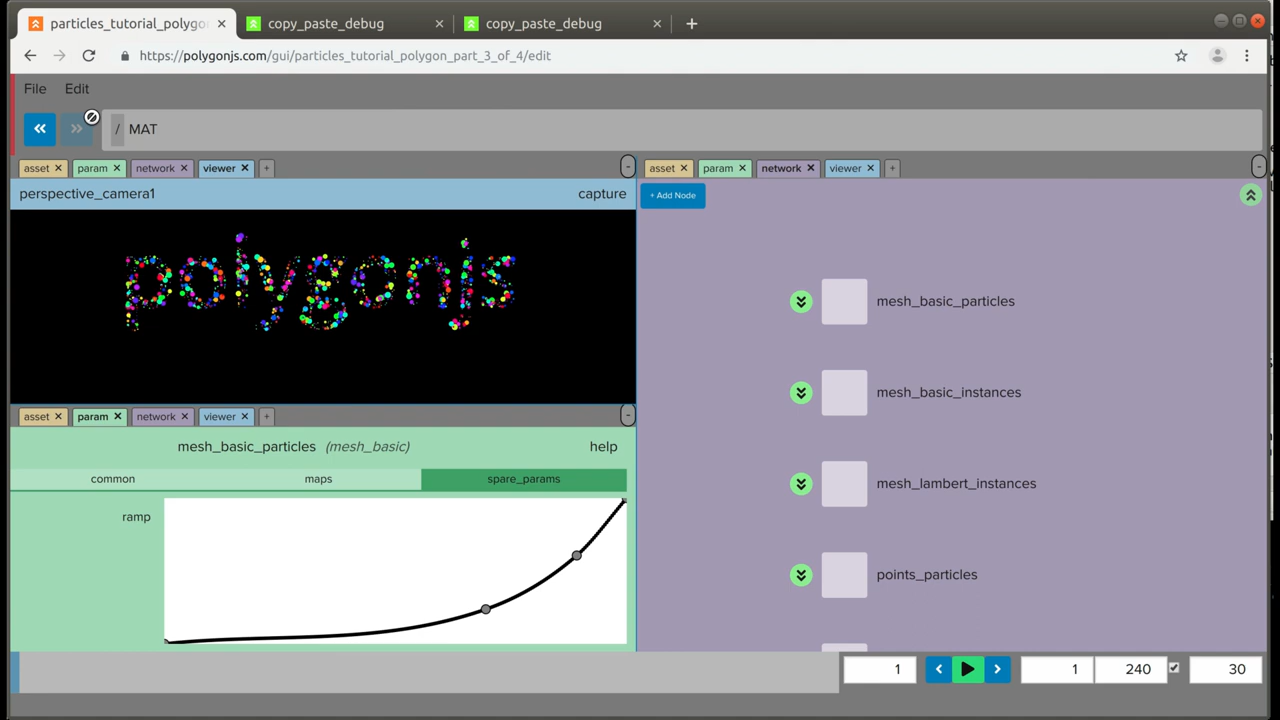 particles_tutorial_polygo
copy_paste_debug
copy_paste_debug
https://polygonjs.com/gui/particles_tutorial_polygon_part_3_of_4/edit
File Edit
/ MAT
asset param network viewer +
perspective_camera1 capture
polygonjs
asset param network viewer +
mesh_basic_particles (mesh_basic) help
common maps spare_params
ramp
asset param network viewer +
+ Add Node
mesh_basic_particles
mesh_basic_instances
mesh_lambert_instances
points_particles
1 1 240 30